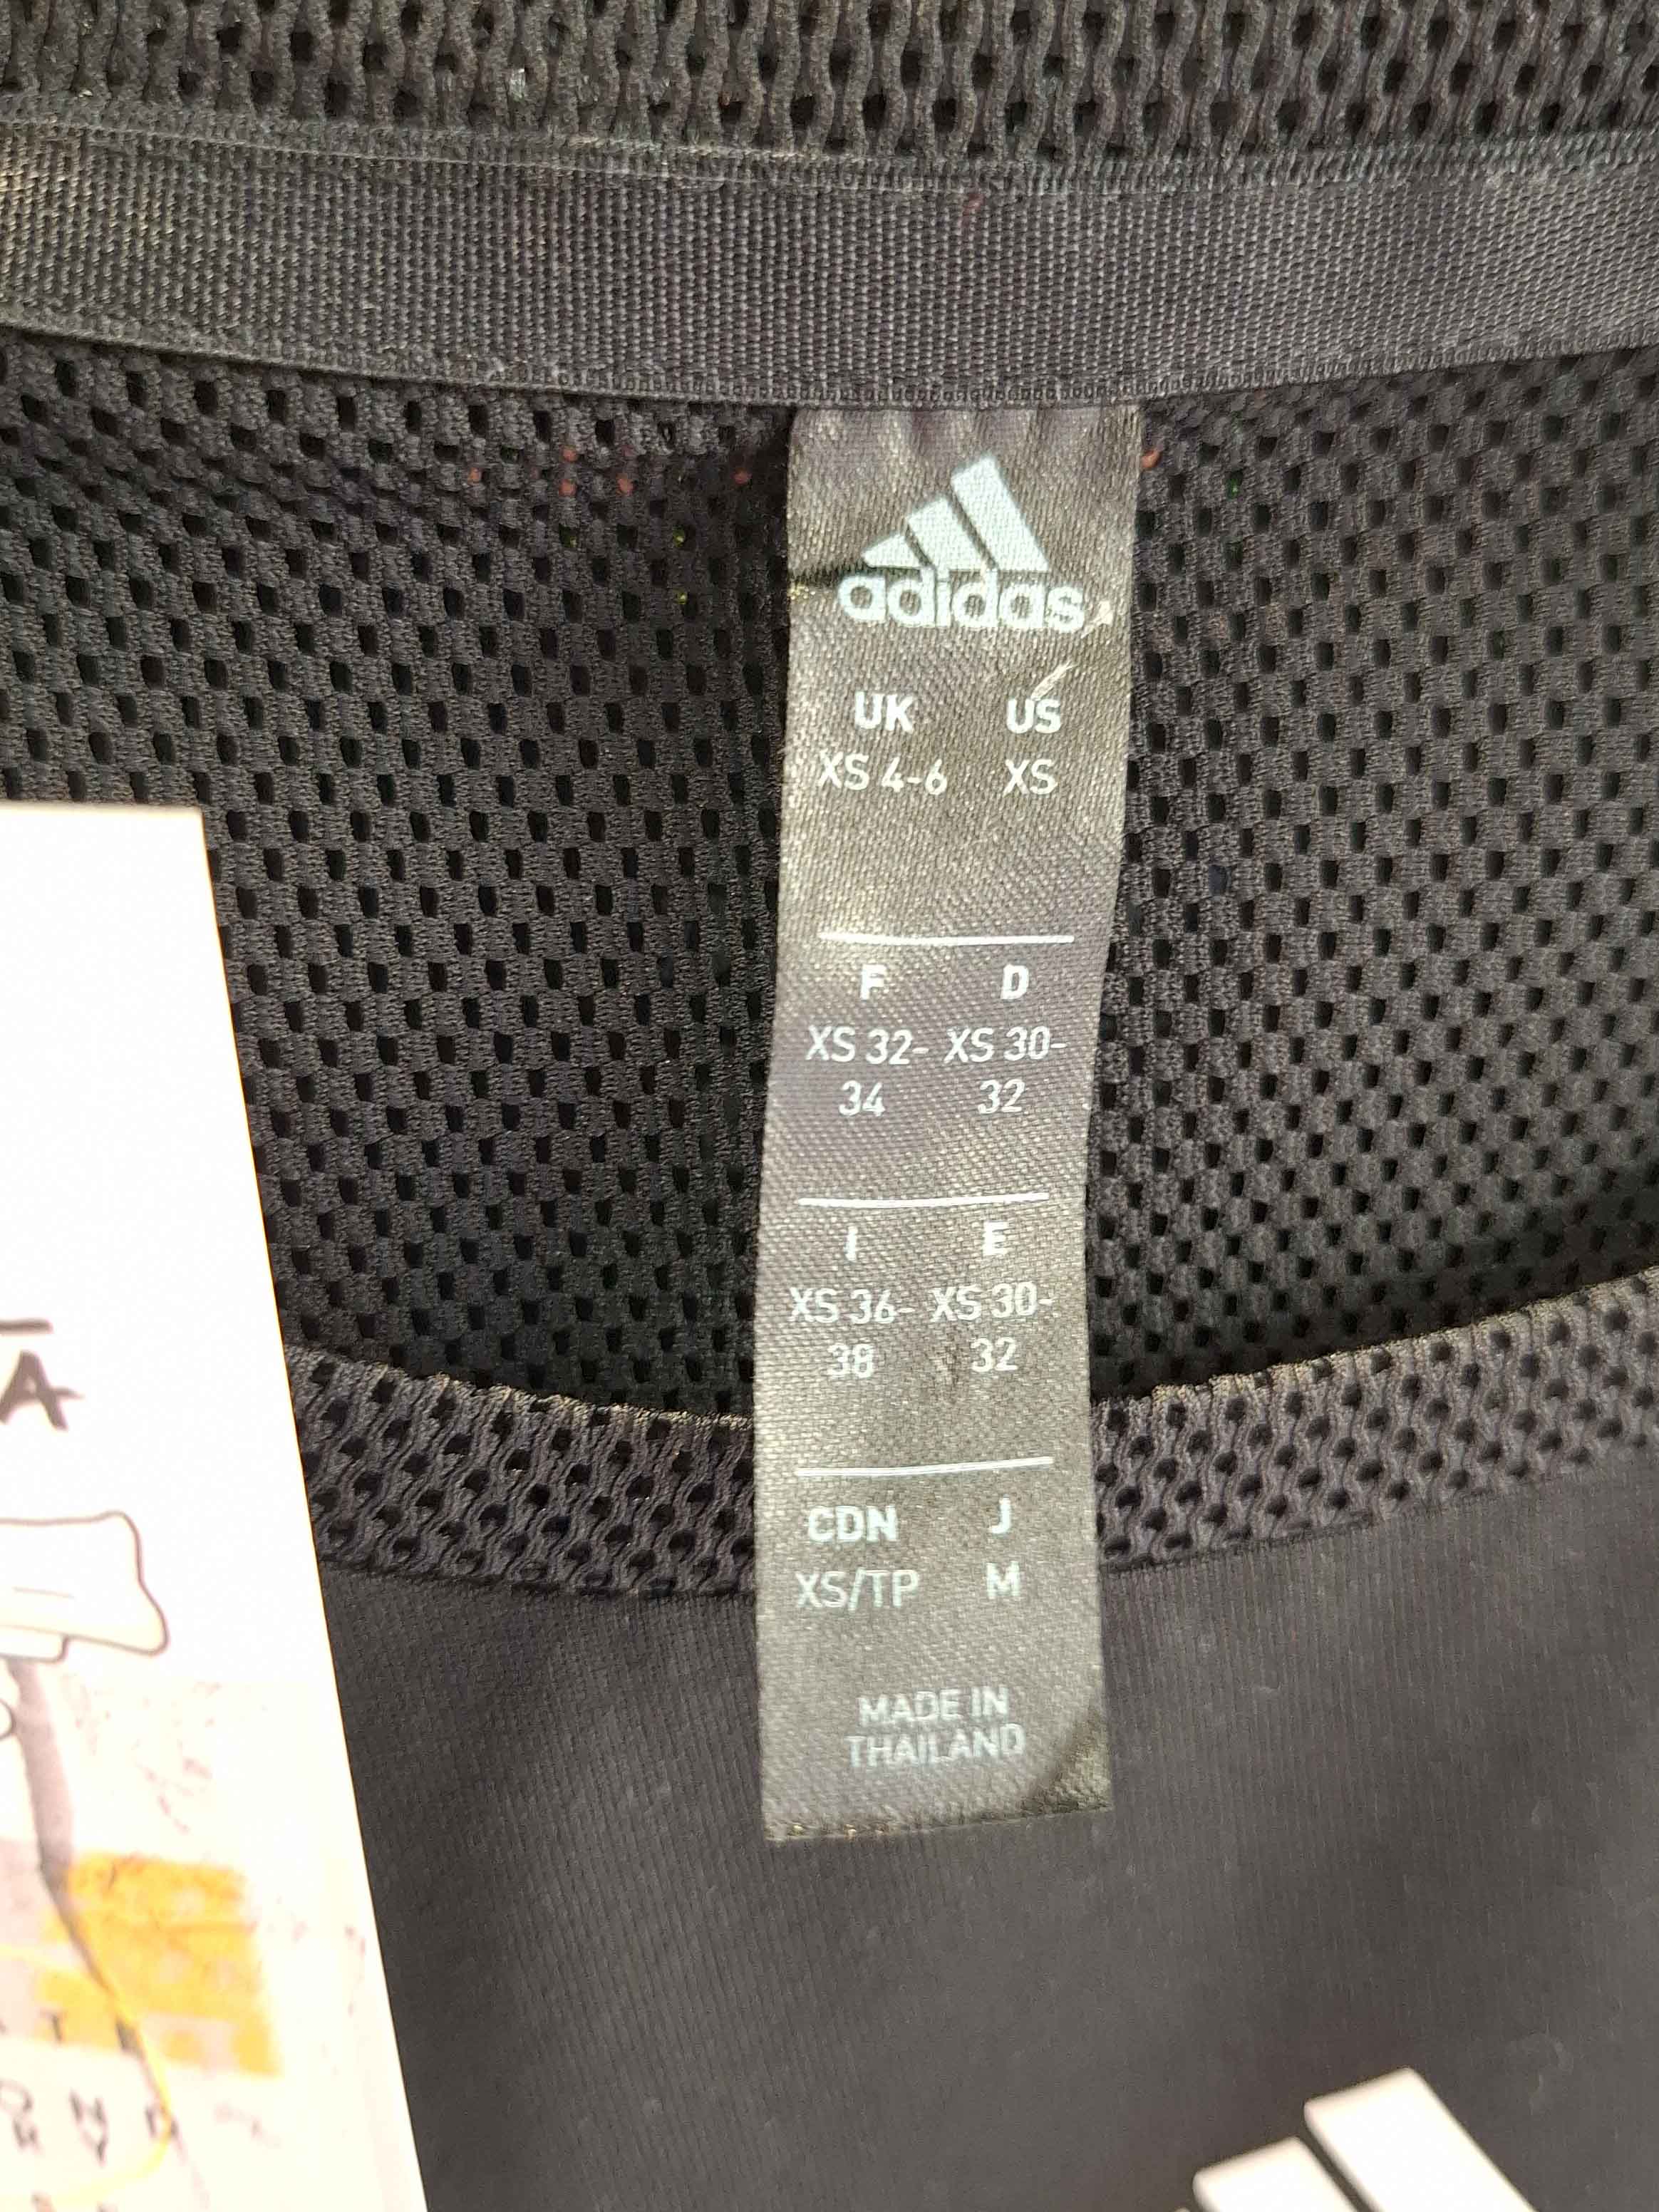 adidas
UK US
XS 4-6 XS
F D
XS 32- XS 30-
34 32
I E
XS 36- XS 30-
38 32
CDN J
XS/TP M
MADE IN
THAILAND
A